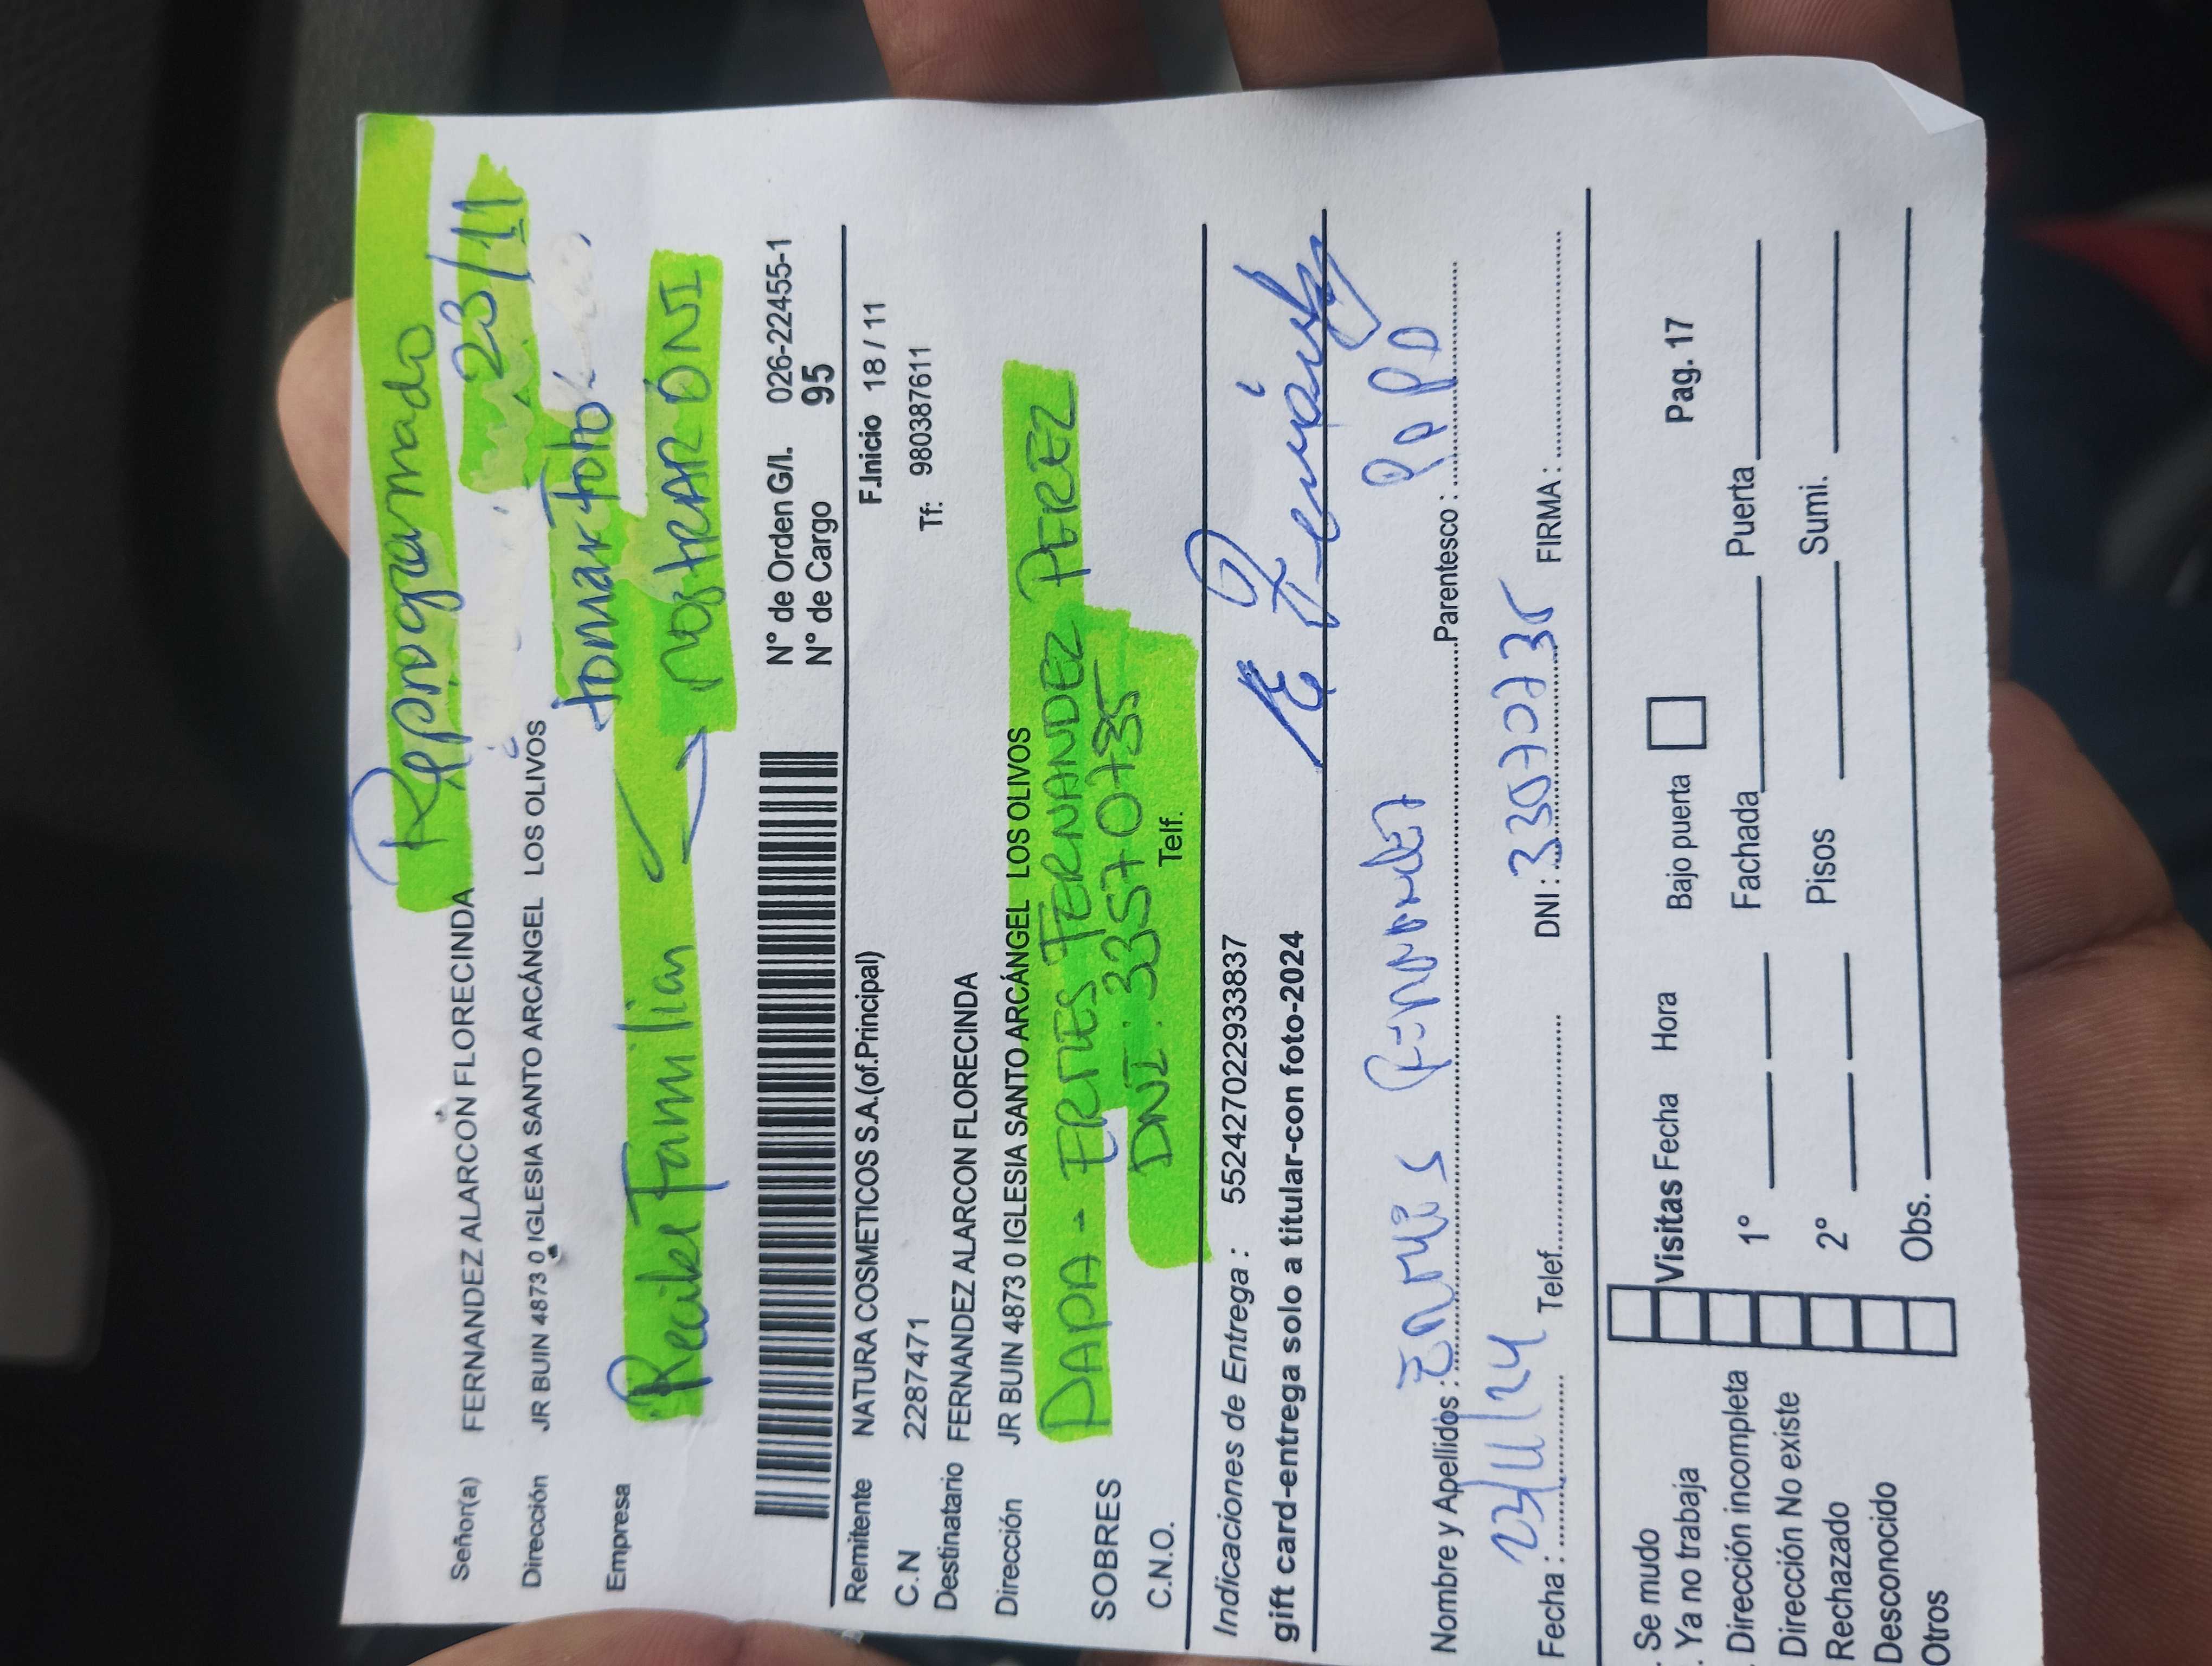 Reprogramado
Señor(a) FERNANDEZ ALARCON FLORECINDA
23/11
Dirección JR BUIN 4873 0 IGLESIA SANTO ARCÁNGEL LOS OLIVOS
tomar Foto
Empresa
Recibe Familiar
MOSTRAR DNI
N° de Orden G/I. 026-22455-1
N° de Cargo 95
Remitente NATURA COSMETICOS S.A.(of.Principal) F.Inicio 18 / 11
C.N 2287471 Tf: 980387611
Destinatario FERNANDEZ ALARCON FLORECINDA
Dirección JR BUIN 4873 0 IGLESIA SANTO ARCÁNGEL LOS OLIVOS
PAPA - FERNANDEZ PEREZ
SOBRES
DNI: 33570735
C.N.O. Telf.
Indicaciones de Entrega : 552427022933837
gift card-entrega solo a titular-con foto-2024
Nombre y Apellidos : Fernandez Parentesco : PAPA
Fecha : 23/11/24 Telef. DNI : FIRMA :
. Se mudo
. Ya no trabaja Visitas Fecha Hora Bajo puerta Pag. 17
. Dirección incompleta 1° Fachada Puerta
Dirección No existe
Rechazado 2° Pisos Sumi.
Desconocido
Otros Obs.